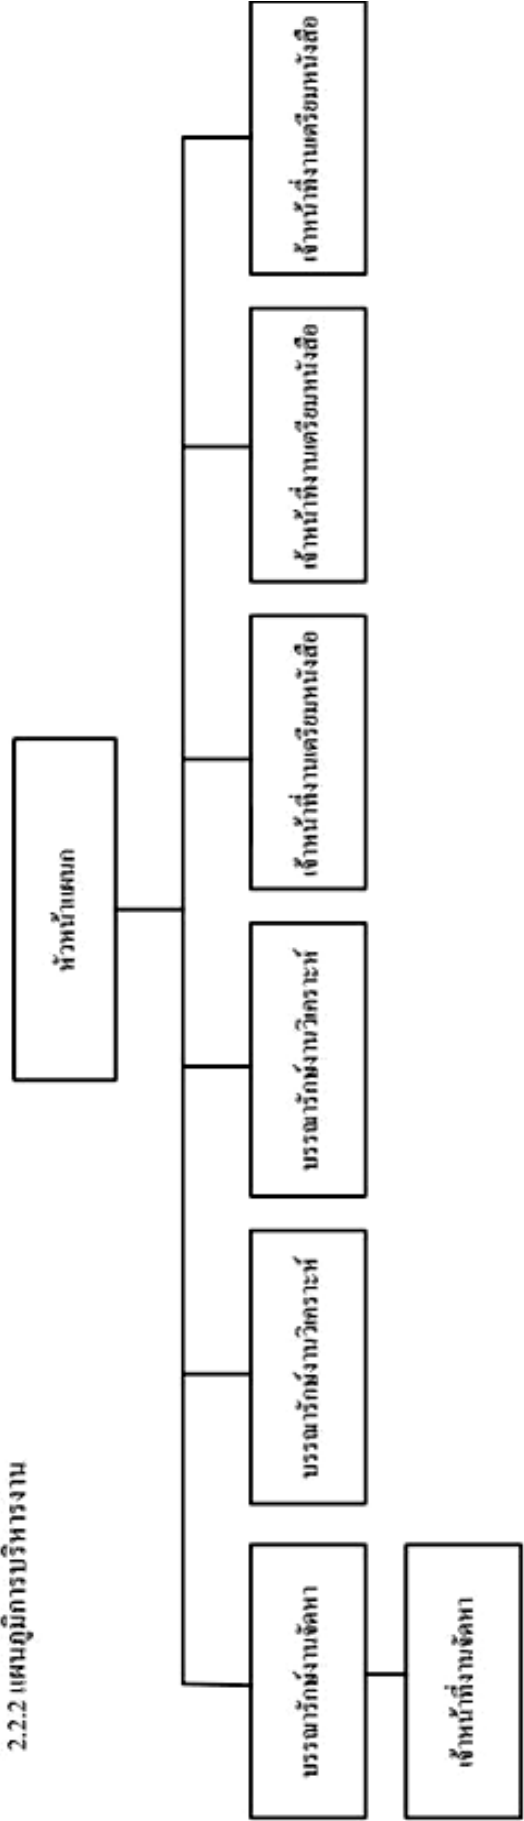 2.2.2 แผนภูมิการบริหารงาน
หัวหน้าแผนก
บรรณารักษ์งานจัดหา
บรรณารักษ์งานวิเคราะห์
บรรณารักษ์งานวิเคราะห์
เจ้าหน้าที่งานเตรียมหนังสือ
เจ้าหน้าที่งานเตรียมหนังสือ
เจ้าหน้าที่งานเตรียมหนังสือ
เจ้าหน้าที่งานจัดหา